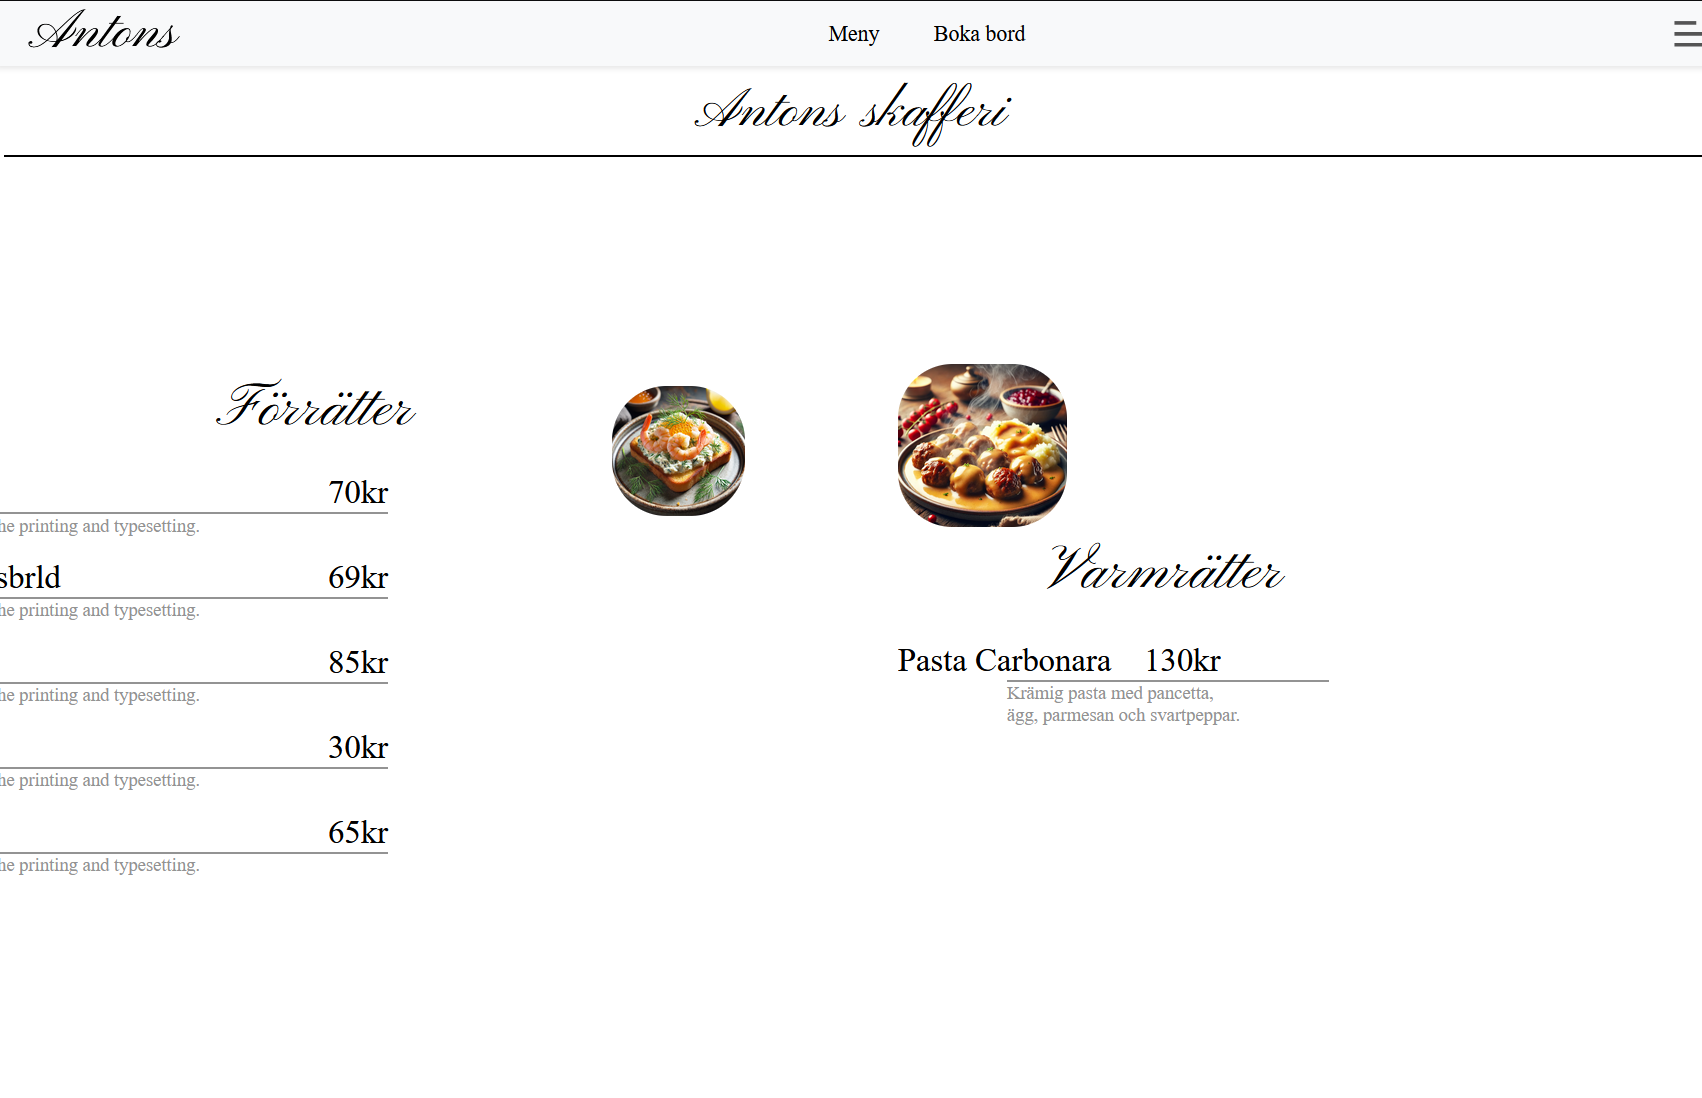 Antons
Meny Boka bord
Antons skafferi
Förrätter
70kr
he printing and typesetting.
sbrld 69kr
he printing and typesetting.
85kr
he printing and typesetting.
30kr
he printing and typesetting.
65kr
he printing and typesetting.
Varmrätter
Pasta Carbonara 130kr
Krämig pasta med pancetta,
ägg, parmesan och svartpeppar.